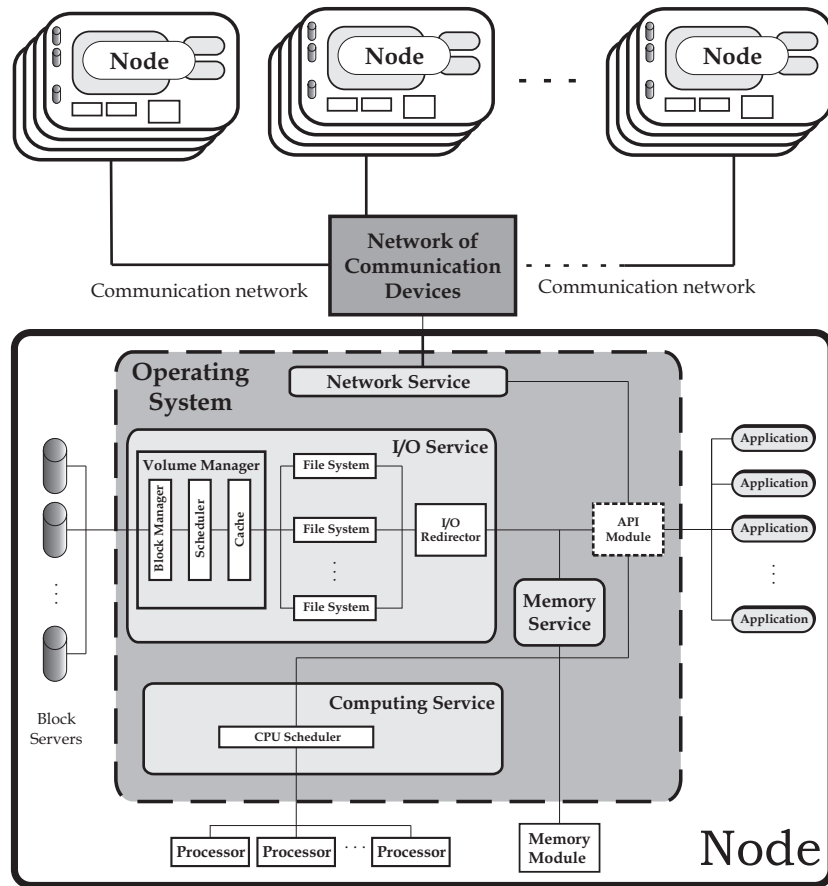 Node
Node
Node
Network of
Communication
Devices
Communication network
Communication network
Operating
System
Network Service
I/O Service
Volume Manager
Block Manager
Scheduler
Cache
File System
File System
File System
I/O
Redirector
API
Module
Application
Application
Application
Application
Memory
Service
Block
Servers
Computing Service
CPU Scheduler
Processor
Processor
Processor
Memory
Module
Node